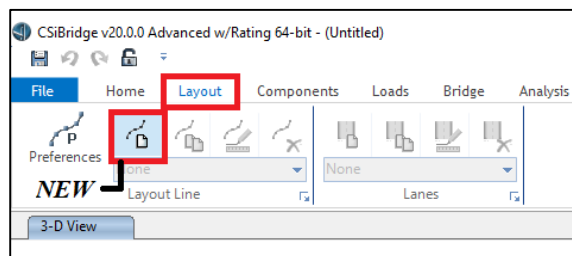 CSiBridge v20.0.0 Advanced w/Rating 64-bit - (Untitled)
File Home Layout Components Loads Bridge Analysis
P
Preferences
None None
NEW Layout Line Lanes
3-D View